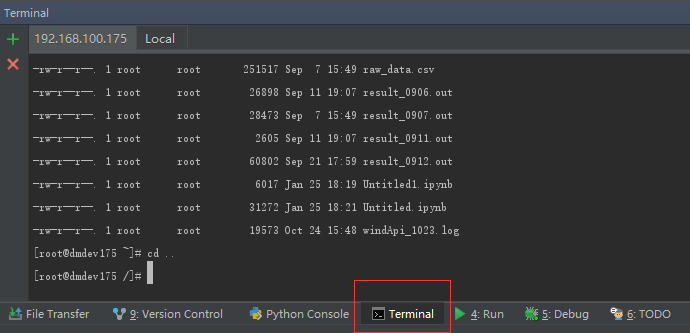 Terminal
192.168.100.175 Local
-rw-r--r--. 1 root root 251517 Sep 7 15:49 raw_data.csv
-rw-r--r--. 1 root root 26898 Sep 11 19:07 result_0906.out
-rw-r--r--. 1 root root 28473 Sep 7 15:49 result_0907.out
-rw-r--r--. 1 root root 2605 Sep 11 19:07 result_0911.out
-rw-r--r--. 1 root root 60802 Sep 21 17:59 result_0912.out
-rw-r--r--. 1 root root 6017 Jan 25 18:19 Untitled1.ipynb
-rw-r--r--. 1 root root 31272 Jan 25 18:21 Untitled.ipynb
-rw-r--r--. 1 root root 19573 Oct 24 15:48 windApi_1023.log
[root@dmdev175 ~]# cd ..
[root@dmdev175 /]#
File Transfer 9: Version Control Python Console Terminal 4: Run 5: Debug 6: TODO